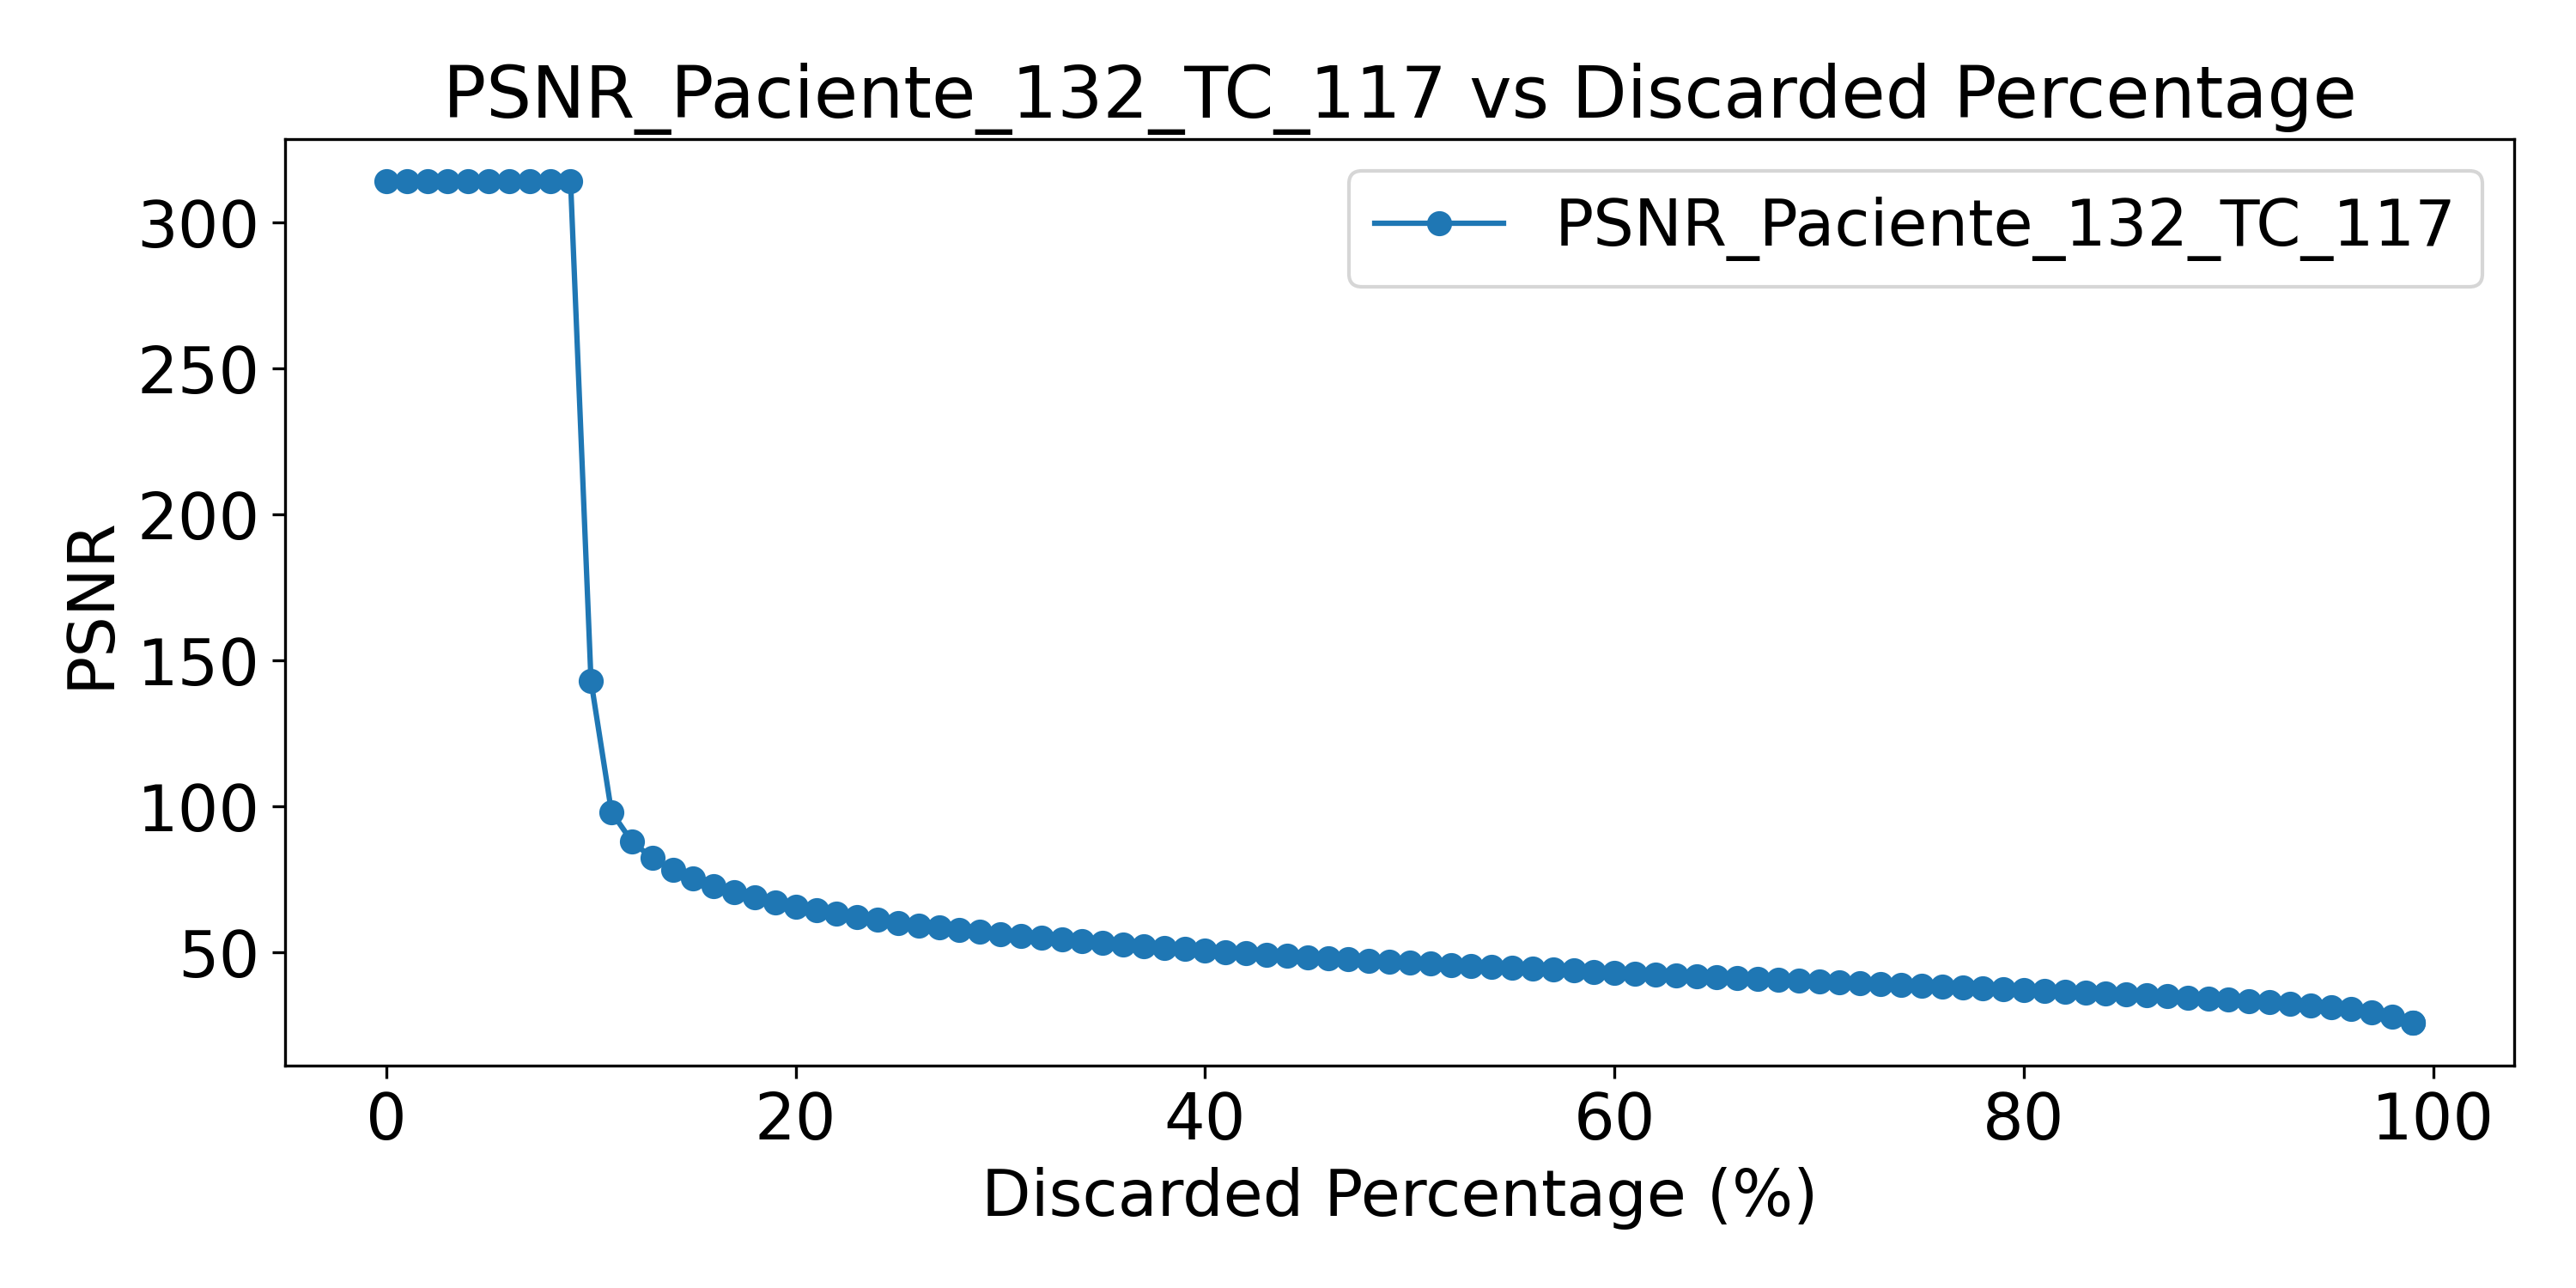 PSNR_Paciente_132_TC_117 vs Discarded Percentage
PSNR_Paciente_132_TC_117
300
250
200
150
100
50
PSNR
0 20 40 60 80 100
Discarded Percentage (%)